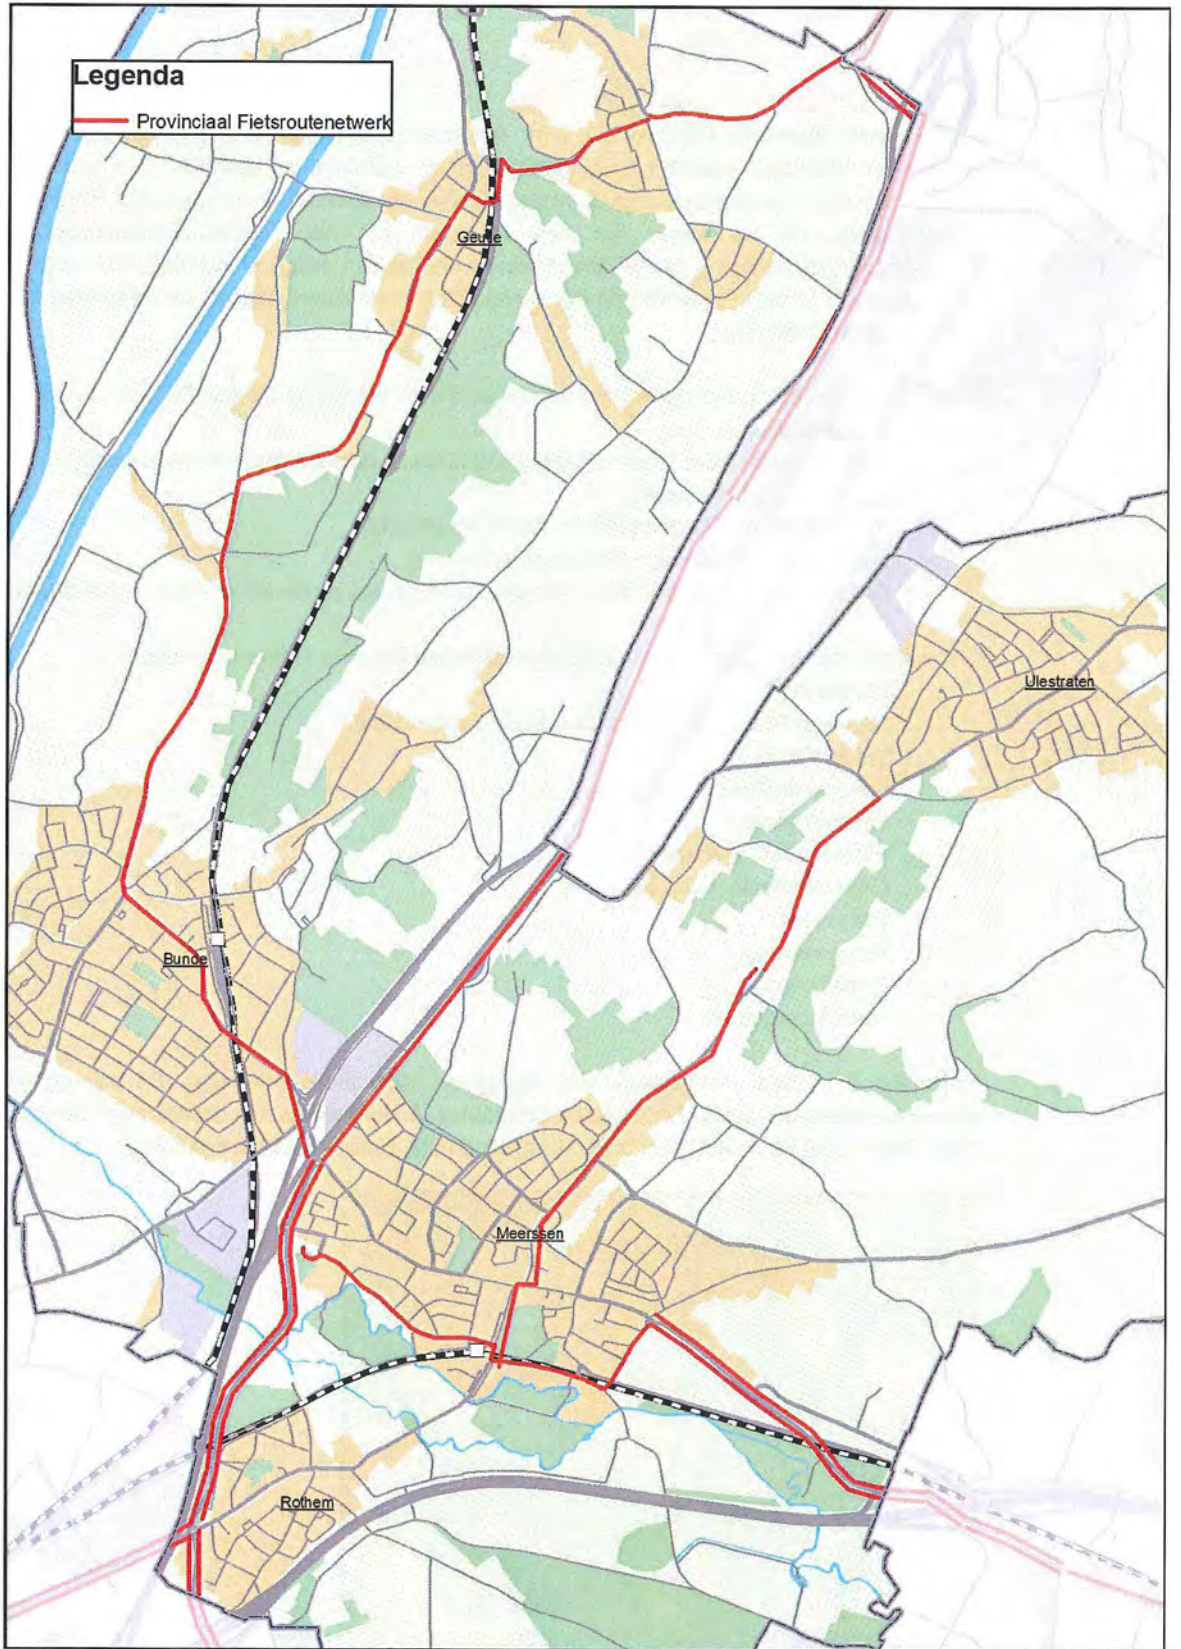 Legenda
Provinciaal Fietsroutenetwerk
Geulle
Ulestraten
Bunde
Meerssen
Rothem